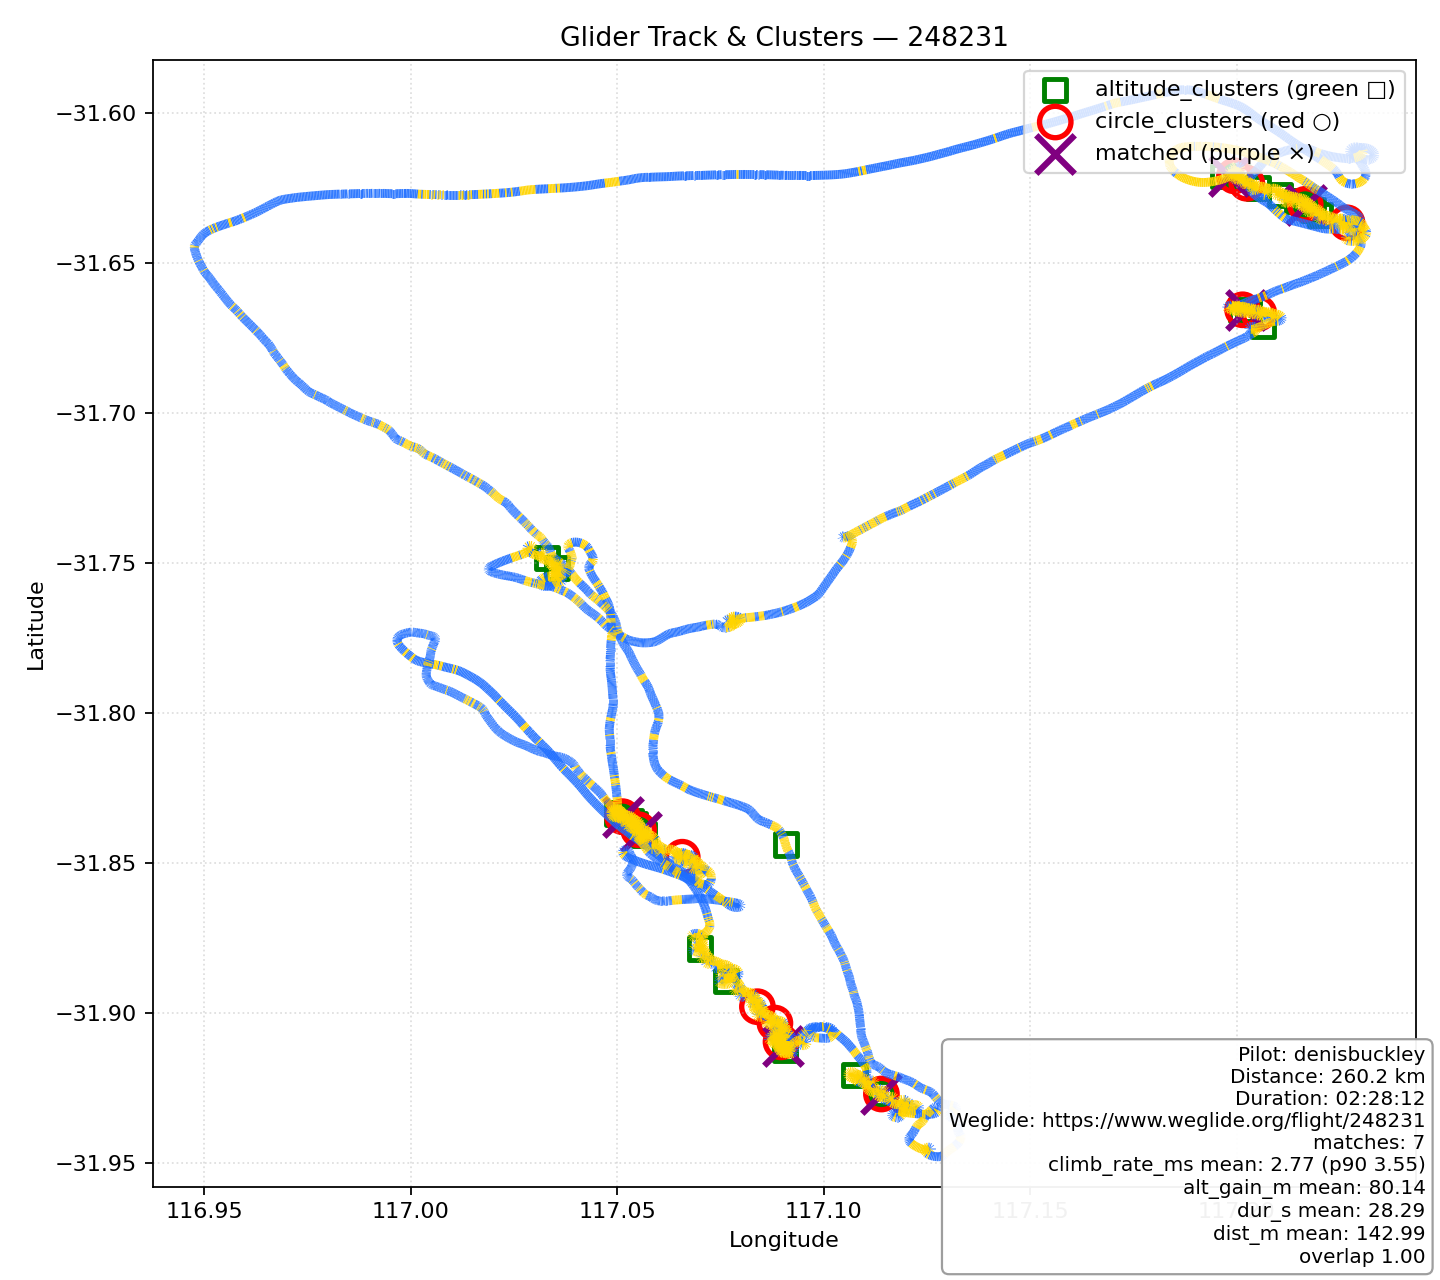 Glider Track & Clusters — 248231
altitude_clusters (green □)
circle_clusters (red ○)
matched (purple ×)
Latitude
−31.60
−31.65
−31.70
−31.75
−31.80
−31.85
−31.90
−31.95
116.95
117.00
117.05
117.10
117.15
Longitude
Pilot: denisbuckley
Distance: 260.2 km
Duration: 02:28:12
Weglide: https://www.weglide.org/flight/248231
matches: 7
climb_rate_ms mean: 2.77 (p90 3.55)
alt_gain_m mean: 80.14
dur_s mean: 28.29
dist_m mean: 142.99
overlap 1.00